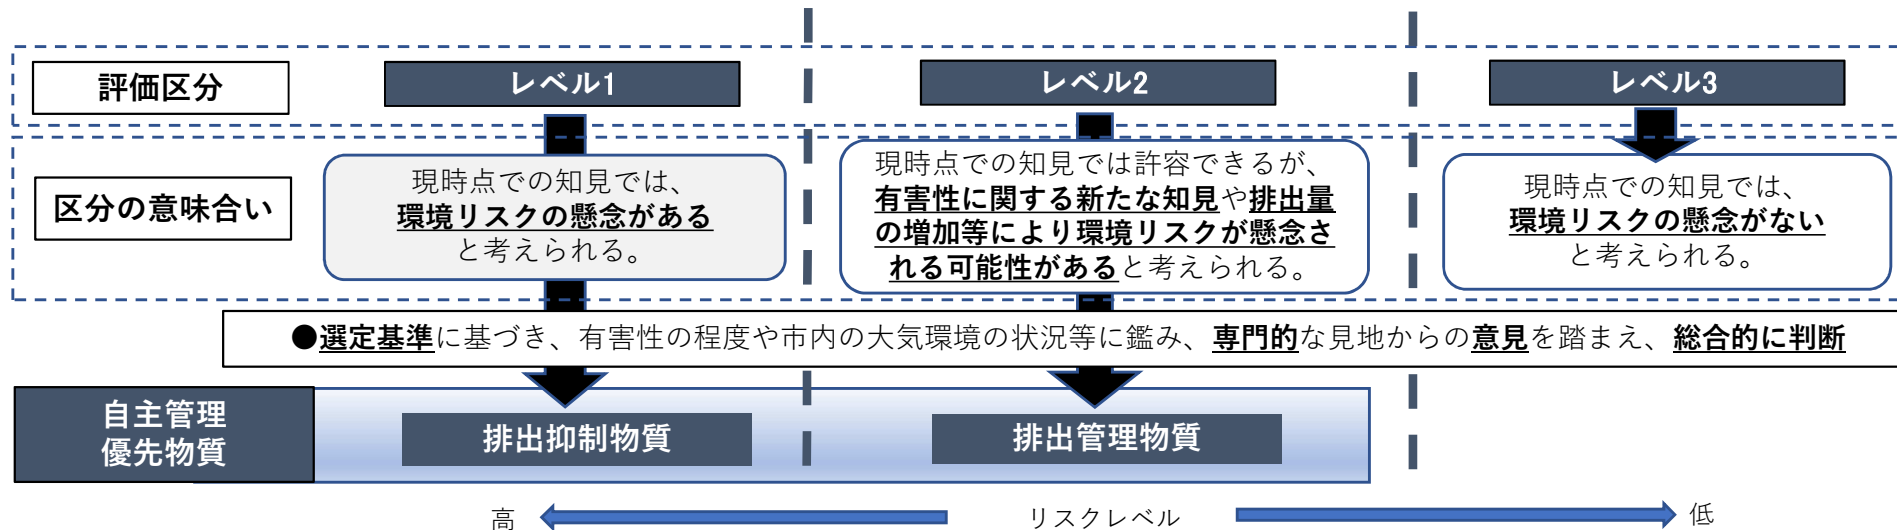 評価区分
レベル1
レベル2
レベル3
区分の意味合い
現時点での知見では、
環境リスクの懸念がある
と考えられる。
現時点での知見では許容できるが、
有害性に関する新たな知見や排出量
の増加等により環境リスクが懸念さ
れる可能性があると考えられる。
現時点での知見では、
環境リスクの懸念がない
と考えられる。
●選定基準に基づき、有害性の程度や市内の大気環境の状況等に鑑み、専門的な見地からの意見を踏まえ、総合的に判断
自主管理
優先物質
排出抑制物質
排出管理物質
高
リスクレベル
低